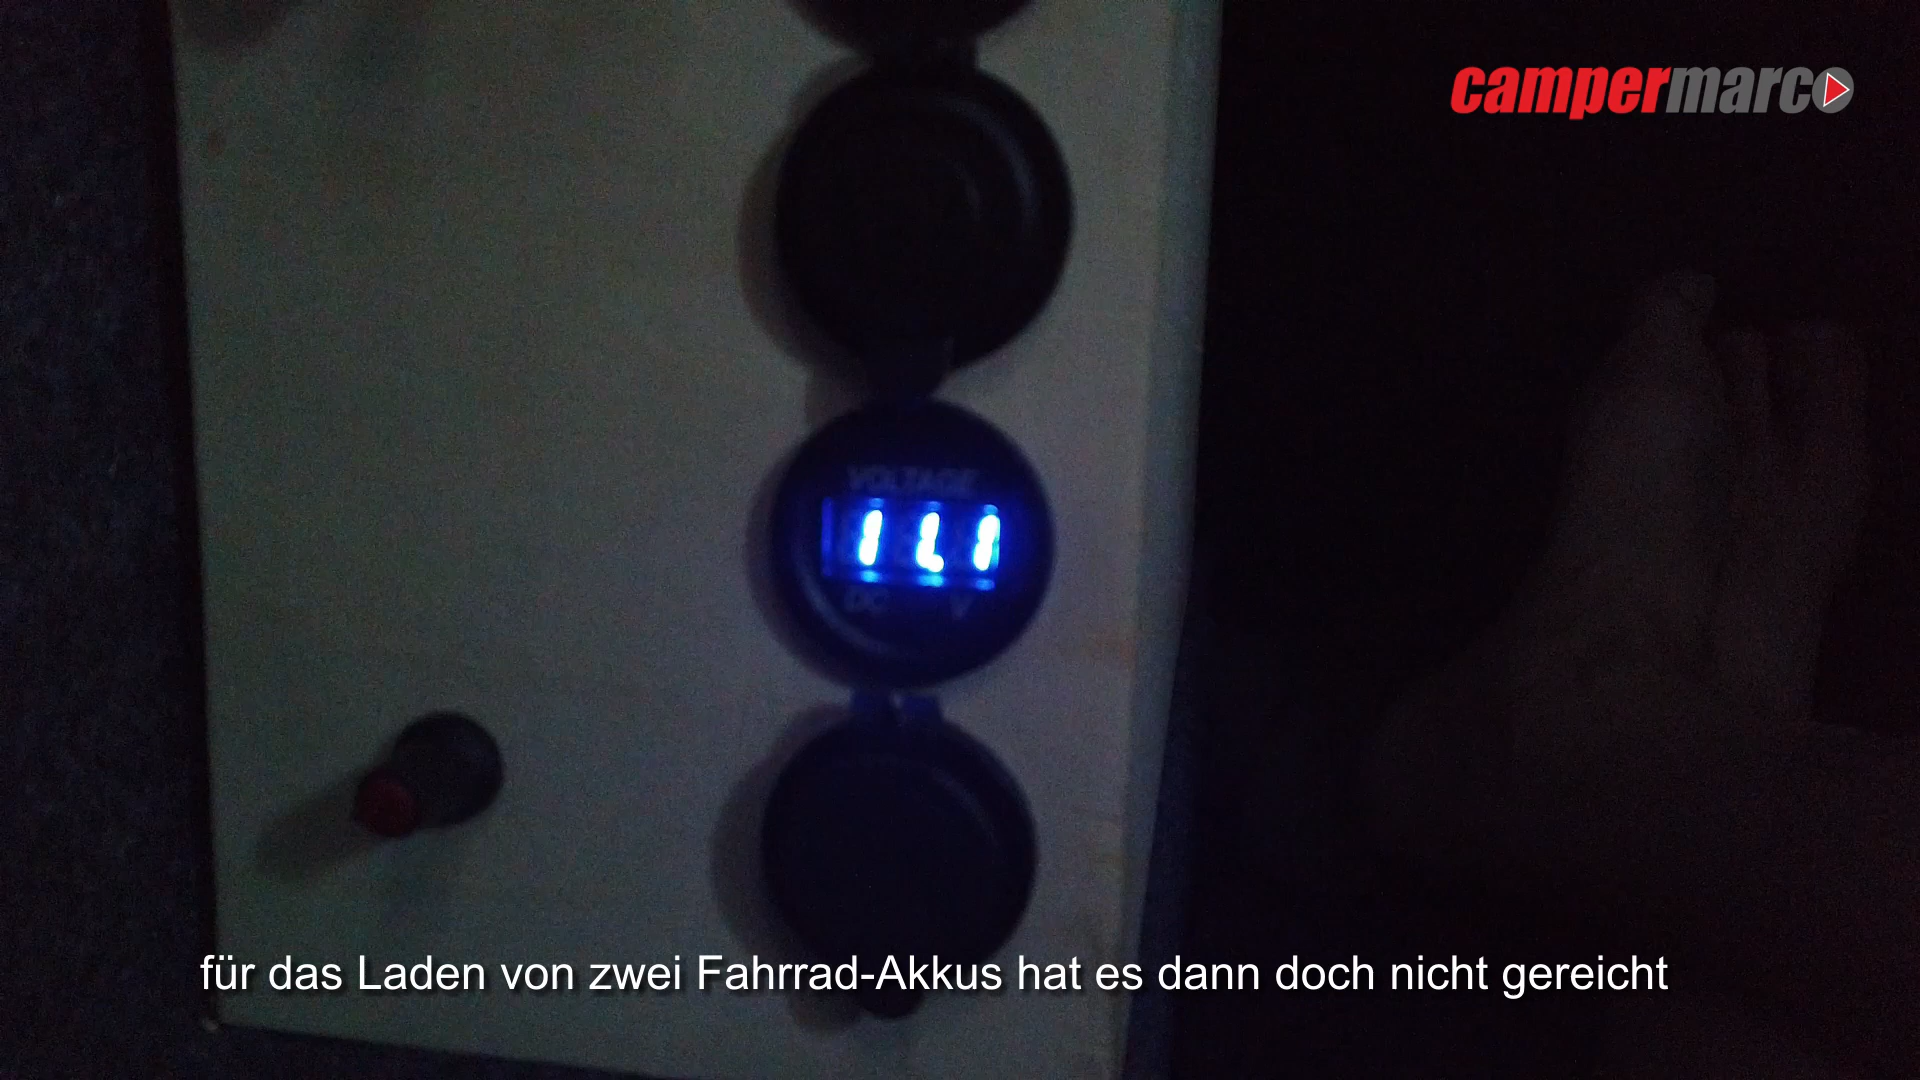 campermarco
VOLTAGE
11.1
DC V
für das Laden von zwei Fahrrad-Akkus hat es dann doch nicht gereicht